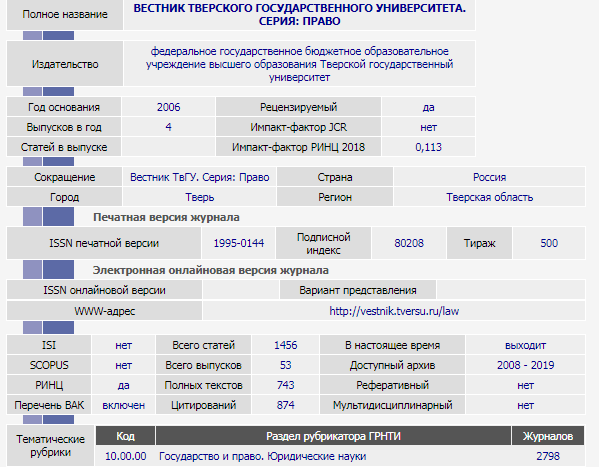 Полное название ВЕСТНИК ТВЕРСКОГО ГОСУДАРСТВЕННОГО УНИВЕРСИТЕТА.
СЕРИЯ: ПРАВО
Издательство федеральное государственное бюджетное образовательное
учреждение высшего образования Тверской государственный
университет
Год основания 2006 Рецензируемый да
Выпусков в год 4 Импакт-фактор JCR нет
Статей в выпуске Импакт-фактор РИНЦ 2018 0,113
Сокращение Вестник ТвГУ. Серия: Право Страна Россия
Город Тверь Регион Тверская область
Печатная версия журнала
ISSN печатной версии 1995-0144 Подписной
индекс 80208 Тираж 500
Электронная онлайновая версия журнала
ISSN онлайновой версии Вариант представления
WWW-адрес http://vestnik.tversu.ru/law
ISI нет Всего статей 1456 В настоящее время выходит
SCOPUS нет Всего выпусков 53 Доступный архив 2008 - 2019
РИНЦ да Полных текстов 743 Реферативный нет
Перечень ВАК включен Цитирований 874 Мультидисциплинарный нет
Тематические
рубрики Код Раздел рубрикатора ГРНТИ Журналов
10.00.00 Государство и право. Юридические науки 2798